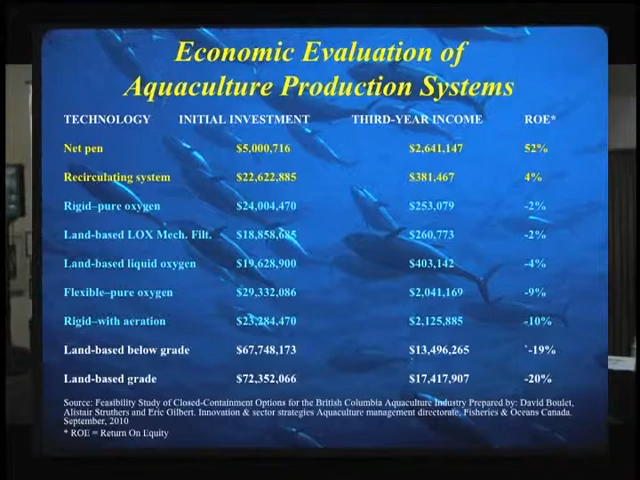 Economic Evaluation of
Aquaculture Production Systems
TECHNOLOGY INITIAL INVESTMENT THIRD-YEAR INCOME ROE*
Net pen $5,000,716 $2,641,147 52%
Recirculating system $22,622,885 $381,467 4%
Rigid–pure oxygen $24,004,470 $253,079 -2%
Land-based LOX Mech. Filt. $18,858,685 $260,773 -2%
Land-based liquid oxygen $19,628,900 $403,142 -4%
Flexible–pure oxygen $29,332,086 $2,041,169 -9%
Rigid–with aeration $23,284,470 $2,125,885 -10%
Land-based below grade $67,748,173 $13,496,265 `-19%
Land-based grade $72,352,066 $17,417,907 -20%
Source: Feasibility Study of Closed-Containment Options for the British Columbia Aquaculture Industry Prepared by: David Boulet,
Alistair Struthers and Eric Gilbert. Innovation & sector strategies Aquaculture management directorate, Fisheries & Oceans Canada.
September, 2010
* ROE = Return On Equity